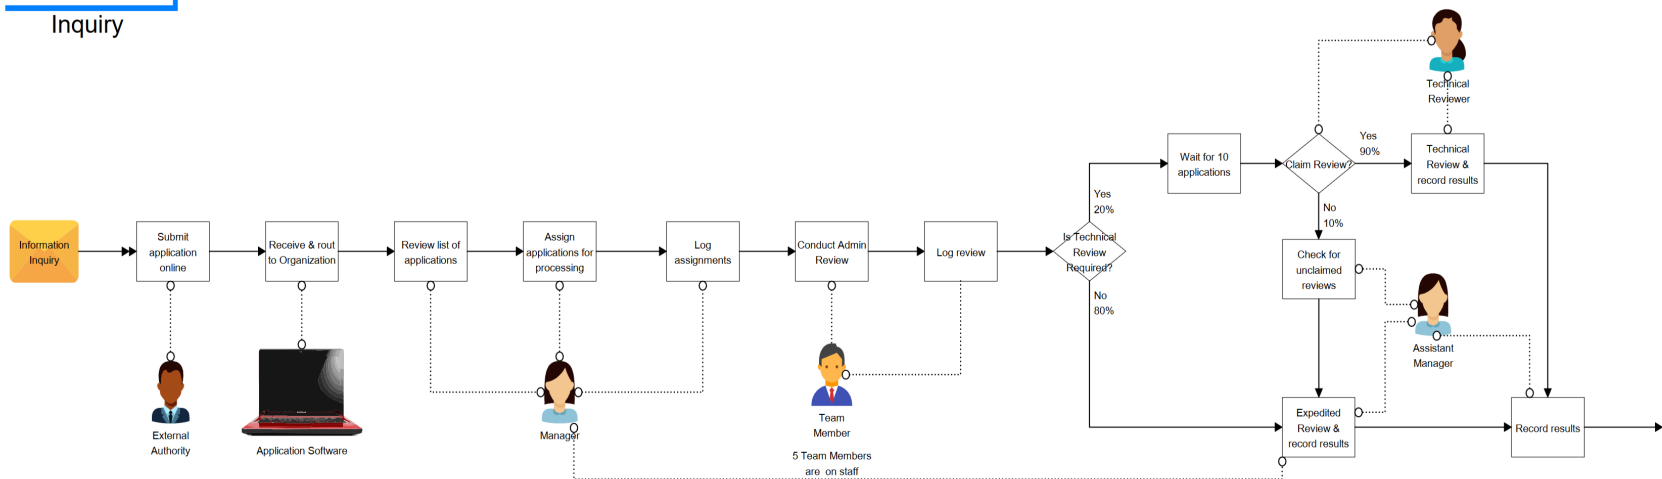 Inquiry
Information
Inquiry
Submit
application
online
Receive & rout
to Organization
Review list of
applications
Assign
applications for
processing
Log
assignments
Conduct Admin
Review
Log review
Is Technical
Review
Required?
Yes
20%
No
80%
Wait for 10
applications
Claim Review?
Yes
90%
No
10%
Technical
Review &
record results
Technical
Reviewer
Check for
unclaimed
reviews
Assistant
Manager
Expedited
Review &
record results
Record results
External
Authority
Application Software
Manager
Team
Member
5 Team Members
are on staff